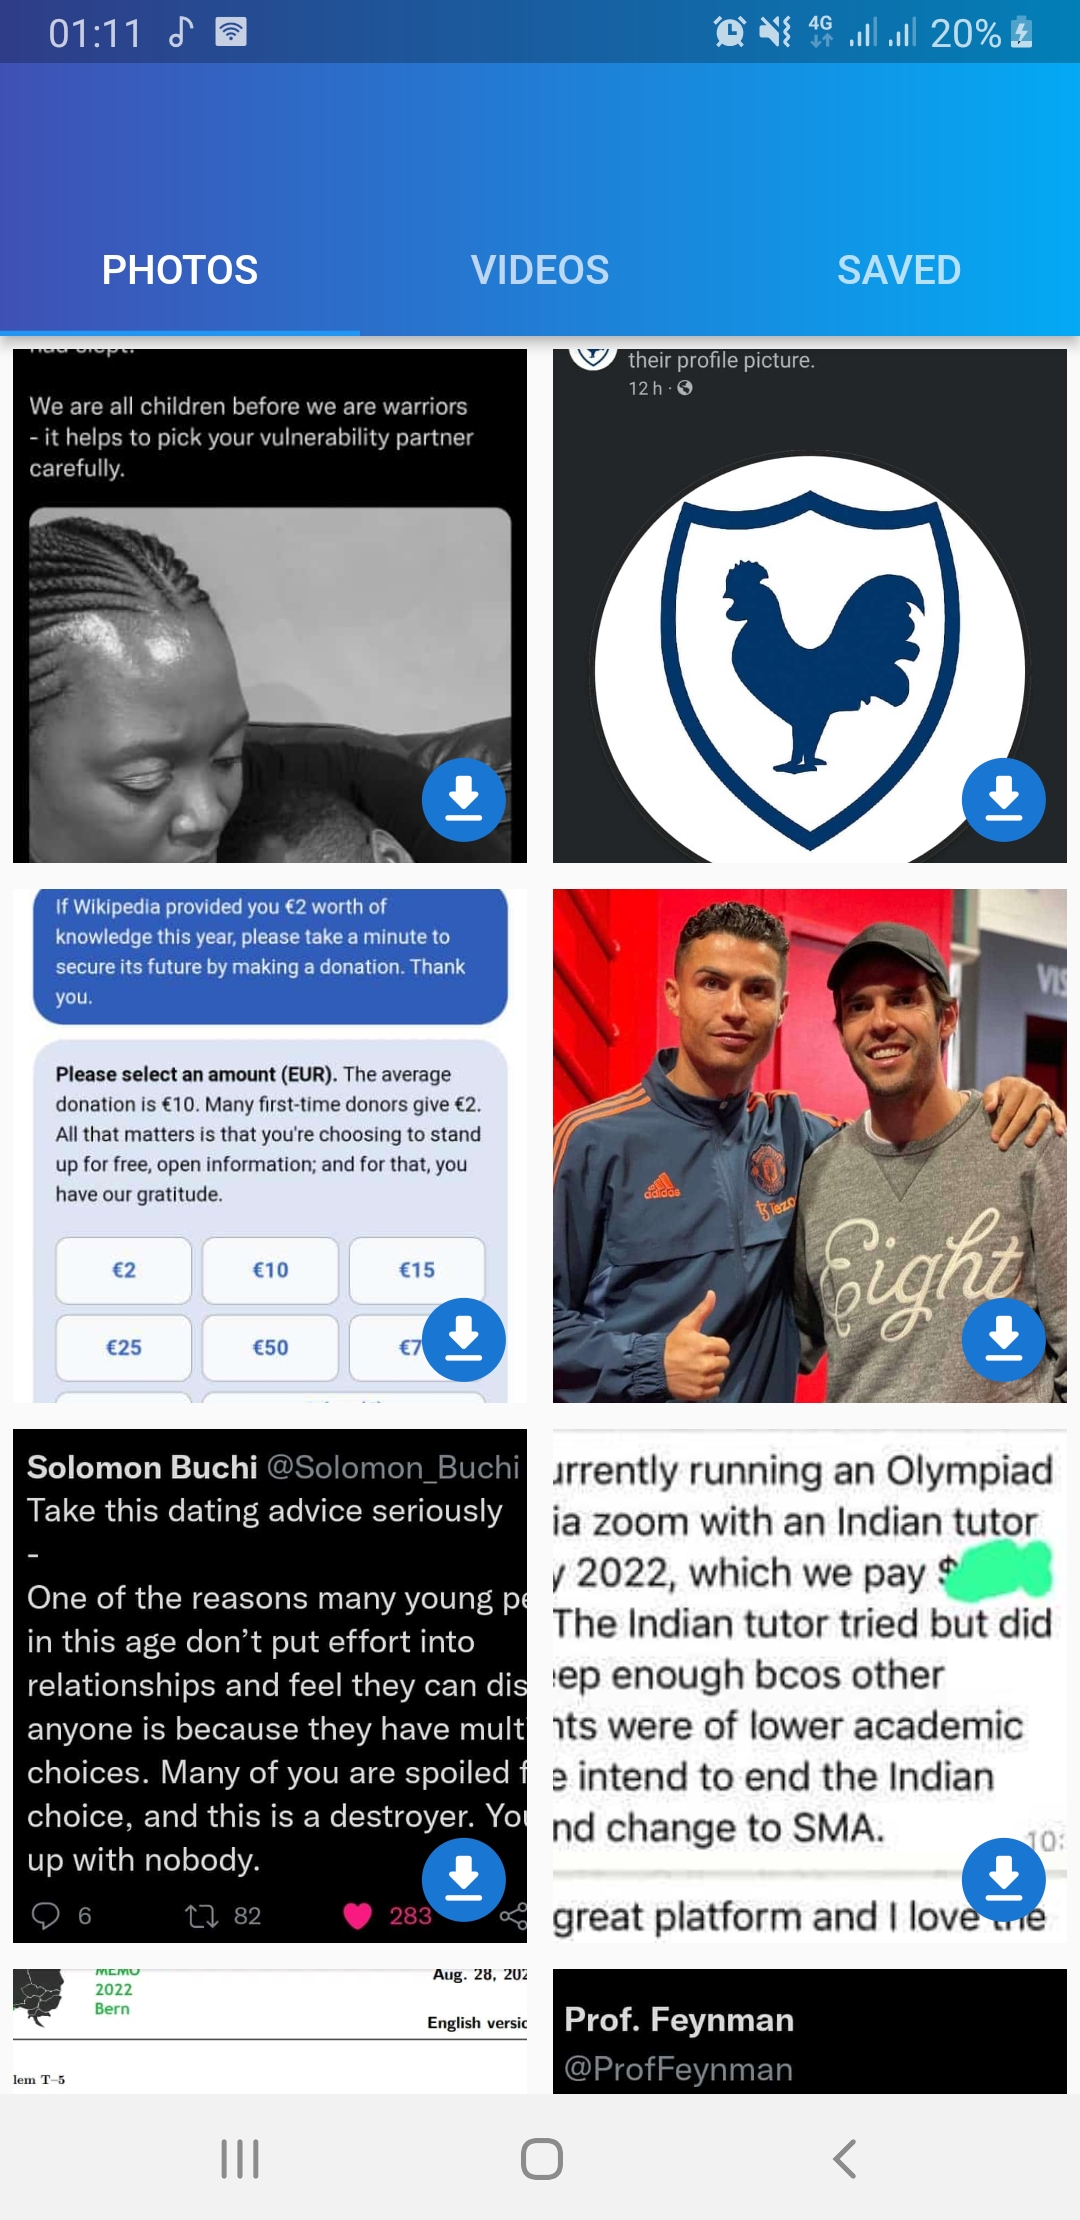 01:11
4G
20%
PHOTOS
VIDEOS
SAVED
had slept.
We are all children before we are warriors
- it helps to pick your vulnerability partner
carefully.
their profile picture.
12 h ·
If Wikipedia provided you €2 worth of
knowledge this year, please take a minute to
secure its future by making a donation. Thank
you.
Please select an amount (EUR). The average
donation is €10. Many first-time donors give €2.
All that matters is that you're choosing to stand
up for free, open information; and for that, you
have our gratitude.
€2 €10 €15
€25 €50 €7
VIS
adidas
Eight
Solomon Buchi @Solomon_Buchi
Take this dating advice seriously
-
One of the reasons many young pe
in this age don't put effort into
relationships and feel they can dis
anyone is because they have mult
choices. Many of you are spoiled f
choice, and this is a destroyer. You
up with nobody.
6 82 283
urrently running an Olympiad
ia zoom with an Indian tutor
y 2022, which we pay $
The Indian tutor tried but did
eep enough bcos other
nts were of lower academic
e intend to end the Indian
nd change to SMA.
10:
great platform and I love the
MEMO
2022
Bern
Aug. 28, 202
English versio
lem T-5
Prof. Feynman
@ProfFeynman